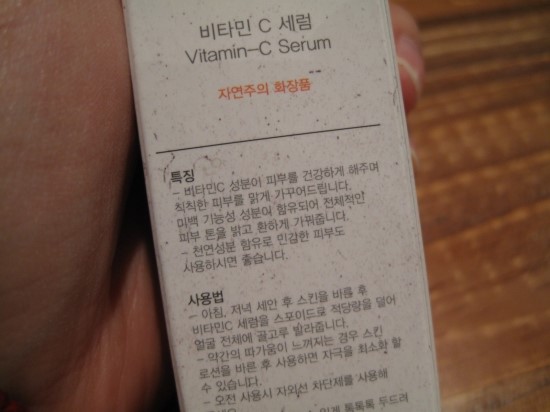 비타민 C 세럼
Vitamin-C Serum
자연주의 화장품
특징
- 비타민C 성분이 피부를 건강하게 해주며
칙칙한 피부를 맑게 가꾸어드립니다.
미백 기능성 성분이 함유되어 전체적인
피부 톤을 밝고 환하게 가꿔줍니다.
- 천연성분 함유로 민감한 피부도
사용하시면 좋습니다.
사용법
- 아침, 저녁 세안 후 스킨을 바른 후
비타민C 세럼을 스포이드로 적당량을 덜어
얼굴 전체에 골고루 발라줍니다.
- 약간의 따가움이 느껴지는 경우 스킨
로션을 바른 후 사용하면 자극을 최소화 할
수 있습니다.
- 오전 사용시 자외선 차단제를 사용해
톡톡톡 두드려